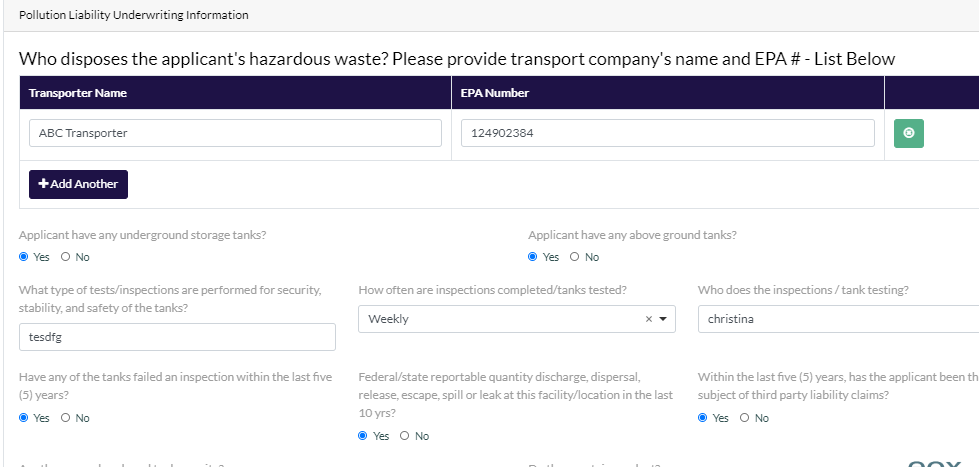 Pollution Liability Underwriting Information
Who disposes the applicant's hazardous waste? Please provide transport company's name and EPA # - List Below
Transporter Name EPA Number
ABC Transporter 124902384
Add Another
Applicant have any underground storage tanks? Applicant have any above ground tanks?
Yes No Yes No
What type of tests/inspections are performed for security, How often are inspections completed/tanks tested? Who does the inspections / tank testing?
stability, and safety of the tanks?
Weekly × christina
tesdfg
Have any of the tanks failed an inspection within the last five Federal/state reportable quantity discharge, dispersal, Within the last five (5) years, has the applicant been th
(5) years? release, escape, spill or leak at this facility/location in the last subject of third party liability claims?
10 yrs?
Yes No Yes No Yes No